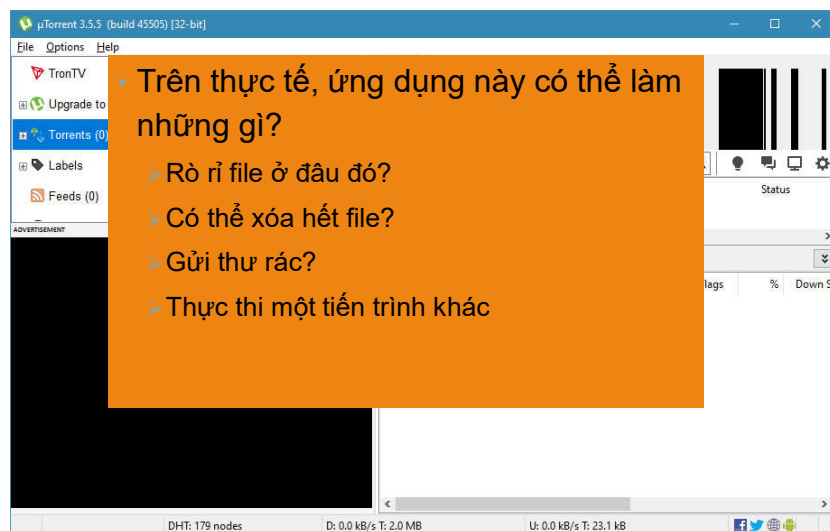 µTorrent 3.5.5 (build 45505) [32-bit]
File Options Help
TronTV
Upgrade to
Torrents (0)
Labels
Feeds (0)
ADVERTISEMENT
Trên thực tế, ứng dụng này có thể làm
những gì?
Rò rỉ file ở đâu đó?
Có thể xóa hết file?
Gửi thư rác?
Thực thi một tiến trình khác
Status
lags % Down S
DHT: 179 nodes D: 0.0 kB/s T: 2.0 MB U: 0.0 kB/s T: 23.1 kB